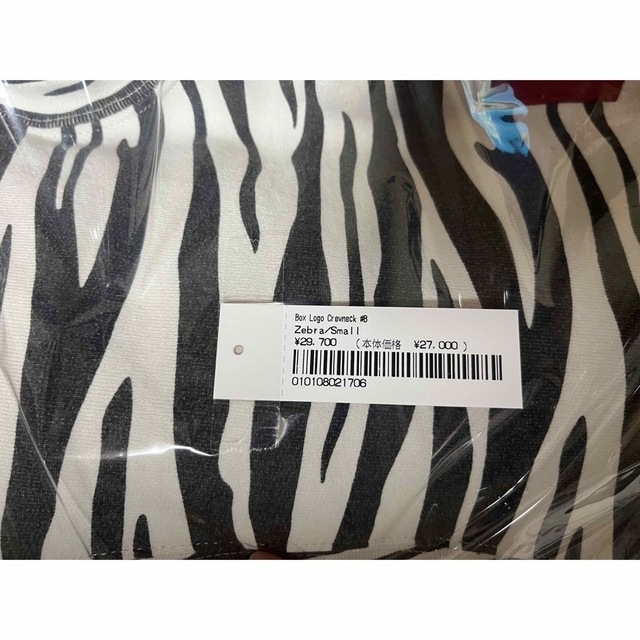 Box Logo Crewneck #8
Zebra/Small
¥29.700 (本体価格 ¥27.000 )
010108021706